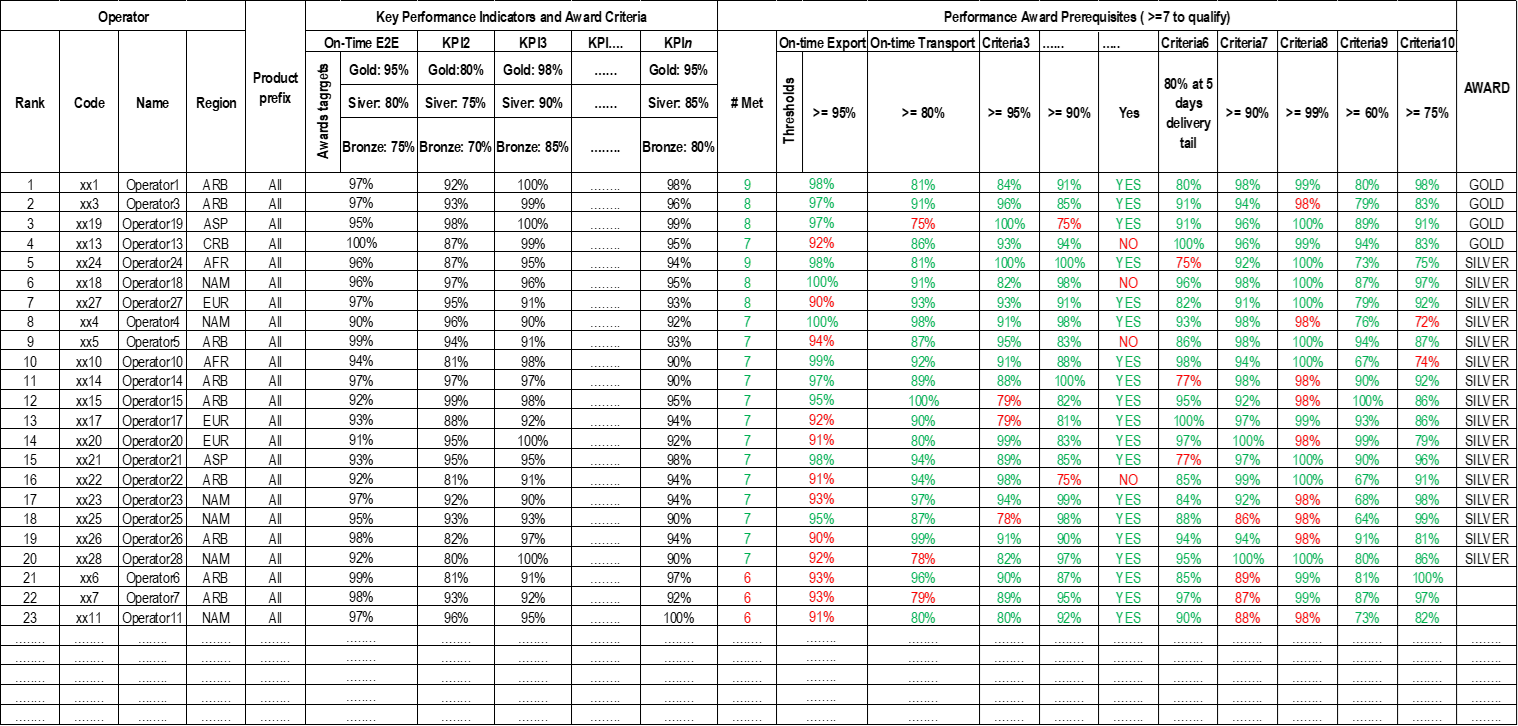 Operator Key Performance Indicators and Award Criteria Performance Award Prerequisites ( >=7 to qualify)
Rank Code Name Region Product prefix On-Time E2E KPI2 KPI3 KPI.... KPIn # Met On-time Export On-time Transport Criteria3 ...... ..... Criteria6 Criteria7 Criteria8 Criteria9 Criteria10 AWARD
Awards tagrgets Gold: 95% Gold:80% Gold: 98% ...... Gold: 95%
Siver: 80% Siver: 75% Siver: 90% ...... Siver: 85%
Bronze: 75% Bronze: 70% Bronze: 85% ........ Bronze: 80%
Thresholds >= 95% >= 80% >= 95% >= 90% Yes 80% at 5 days delivery tail >= 90% >= 99% >= 60% >= 75%
1 xx1 Operator1 ARB All 97% 92% 100% ........ 98% 9 98% 81% 84% 91% YES 80% 98% 99% 80% 98% GOLD
2 xx3 Operator3 ARB All 97% 93% 99% ........ 96% 8 97% 91% 96% 85% YES 91% 94% 98% 79% 83% GOLD
3 xx19 Operator19 ASP All 95% 98% 100% ........ 99% 8 97% 75% 100% 75% YES 91% 96% 100% 89% 91% GOLD
4 xx13 Operator13 CRB All 100% 87% 99% ........ 95% 7 92% 86% 93% 94% NO 100% 96% 99% 94% 83% GOLD
5 xx24 Operator24 AFR All 96% 87% 95% ........ 94% 9 98% 81% 100% 100% YES 75% 92% 100% 73% 75% SILVER
6 xx18 Operator18 NAM All 96% 97% 96% ........ 95% 8 100% 91% 82% 98% NO 96% 98% 100% 87% 97% SILVER
7 xx27 Operator27 EUR All 97% 95% 91% ........ 93% 8 90% 93% 93% 91% YES 82% 91% 100% 79% 92% SILVER
8 xx4 Operator4 NAM All 90% 96% 90% ........ 92% 7 100% 98% 91% 98% YES 93% 98% 98% 76% 72% SILVER
9 xx5 Operator5 ARB All 99% 94% 91% ........ 93% 7 94% 87% 95% 83% NO 86% 98% 100% 94% 87% SILVER
10 xx10 Operator10 AFR All 94% 81% 98% ........ 90% 7 99% 92% 91% 88% YES 98% 94% 100% 67% 74% SILVER
11 xx14 Operator14 ARB All 97% 97% 97% ........ 90% 7 97% 89% 88% 100% YES 77% 98% 98% 90% 92% SILVER
12 xx15 Operator15 ARB All 92% 99% 98% ........ 95% 7 95% 100% 79% 82% YES 95% 92% 98% 100% 86% SILVER
13 xx17 Operator17 EUR All 93% 88% 92% ........ 94% 7 92% 90% 79% 81% YES 100% 97% 99% 93% 86% SILVER
14 xx20 Operator20 EUR All 91% 95% 100% ........ 92% 7 91% 80% 99% 83% YES 97% 100% 98% 99% 79% SILVER
15 xx21 Operator21 ASP All 93% 95% 95% ........ 98% 7 98% 94% 89% 85% YES 77% 97% 100% 90% 96% SILVER
16 xx22 Operator22 ARB All 92% 81% 91% ........ 94% 7 91% 94% 98% 75% NO 85% 99% 100% 67% 91% SILVER
17 xx23 Operator23 NAM All 97% 92% 90% ........ 94% 7 93% 97% 94% 99% YES 84% 92% 98% 68% 98% SILVER
18 xx25 Operator25 NAM All 95% 93% 93% ........ 90% 7 95% 87% 78% 98% YES 88% 86% 98% 64% 99% SILVER
19 xx26 Operator26 ARB All 98% 82% 97% ........ 94% 7 90% 99% 91% 90% YES 94% 94% 98% 91% 81% SILVER
20 xx28 Operator28 NAM All 92% 80% 100% ........ 90% 7 92% 78% 82% 97% YES 95% 100% 100% 80% 86% SILVER
21 xx6 Operator6 ARB All 99% 81% 91% ........ 97% 6 93% 96% 90% 87% YES 85% 89% 99% 81% 100%
22 xx7 Operator7 ARB All 98% 93% 92% ........ 92% 6 93% 79% 89% 95% YES 97% 87% 99% 87% 97%
23 xx11 Operator11 NAM All 97% 96% 95% ........ 100% 6 91% 80% 80% 92% YES 90% 88% 98% 73% 82%